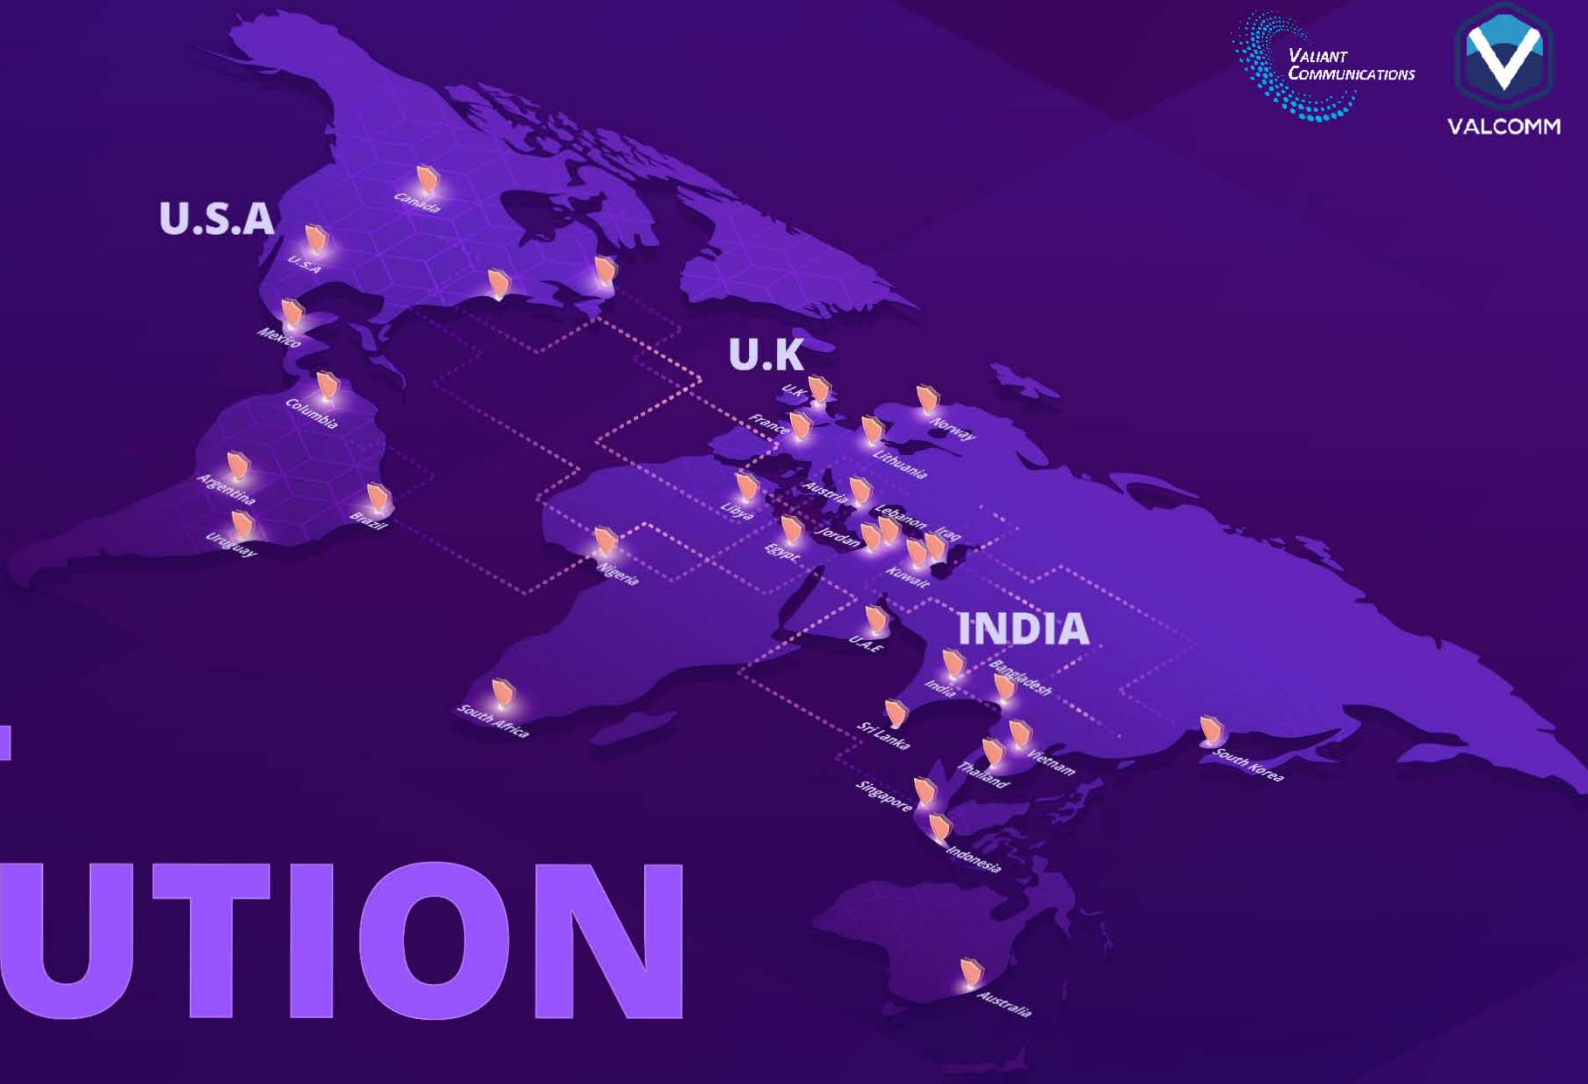 VALIANT
COMMUNICATIONS
VALCOMM
U.S.A
Canada
U.S.A
Mexico
Columbia
Argentina
Uruguay
Brazil
U.K
U.K
France
Norway
Lithuania
Austria
Libya
Lebanon
Iraq
Jordan
Egypt
Kuwait
Nigeria
INDIA
U.A.E
India
Bangladesh
South Africa
Sri Lanka
Vietnam
Thailand
South Korea
Singapore
Indonesia
UTION
Australia